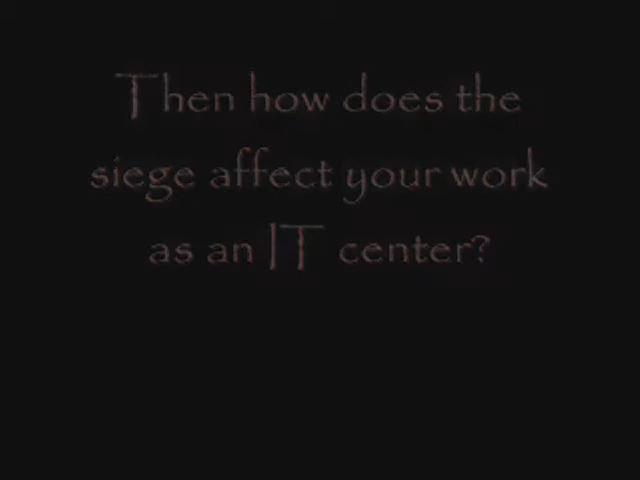 Then how does the
siege affect your work
as an IT center?